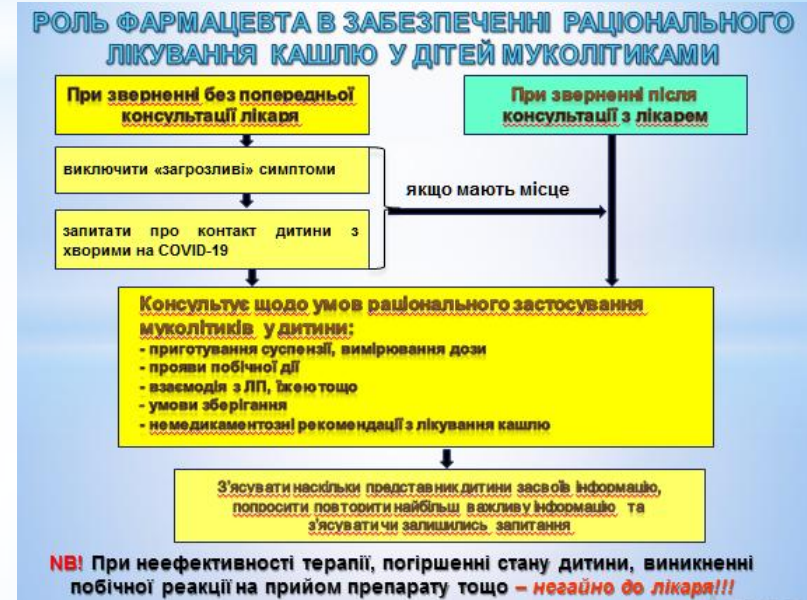 РОЛЬ ФАРМАЦЕВТА В ЗАБЕЗПЕЧЕННІ РАЦІОНАЛЬНОГО
ЛІКУВАННЯ КАШЛЮ У ДІТЕЙ МУКОЛІТИКАМИ
При зверненні без попередньої
консультації лікаря
При зверненні після
консультації з лікарем
виключити «загрозливі» симптоми
якщо мають місце
запитати про контакт дитини з
хворими на COVID-19
Консультує щодо умов раціонального застосування
муколітиків у дитини:
- приготування суспензії, вимірювання дози
- прояви побічної дії
- взаємодія з ЛП, їжею тощо
- умови зберігання
- немедикаментозні рекомендації з лікування кашлю
З'ясувати наскільки представник дитини засвоїв інформацію,
попросити повторити найбільш важливу інформацію та
з'ясувати чи залишились запитання
NB! При неефективності терапії, погіршенні стану дитини, виникненні
побічної реакції на прийом препарату тощо – негайно до лікаря!!!